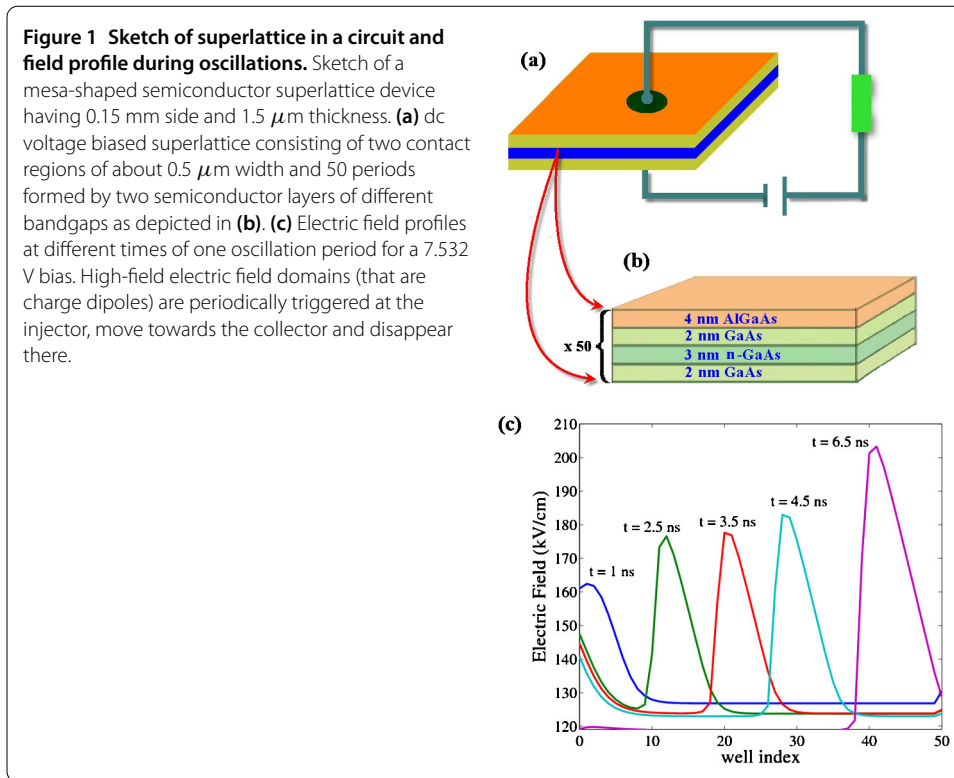 Figure 1 Sketch of superlattice in a circuit and
field profile during oscillations. Sketch of a
mesa-shaped semiconductor superlattice device
having 0.15 mm side and 1.5 μm thickness. (a) dc
voltage biased superlattice consisting of two contact
regions of about 0.5 μm width and 50 periods
formed by two semiconductor layers of different
bandgaps as depicted in (b). (c) Electric field profiles
at different times of one oscillation period for a 7.532
V bias. High-field electric field domains (that are
charge dipoles) are periodically triggered at the
injector, move towards the collector and disappear
there.
(a)
(b)
x 50
4 nm AlGaAs
2 nm GaAs
3 nm n-GaAs
2 nm GaAs
(c)
Electric Field (kV/cm)
210
200
190
180
170
160
150
140
130
120
t = 1 ns
t = 2.5 ns
t = 3.5 ns
t = 4.5 ns
t = 6.5 ns
0
10
20
30
40
50
well index